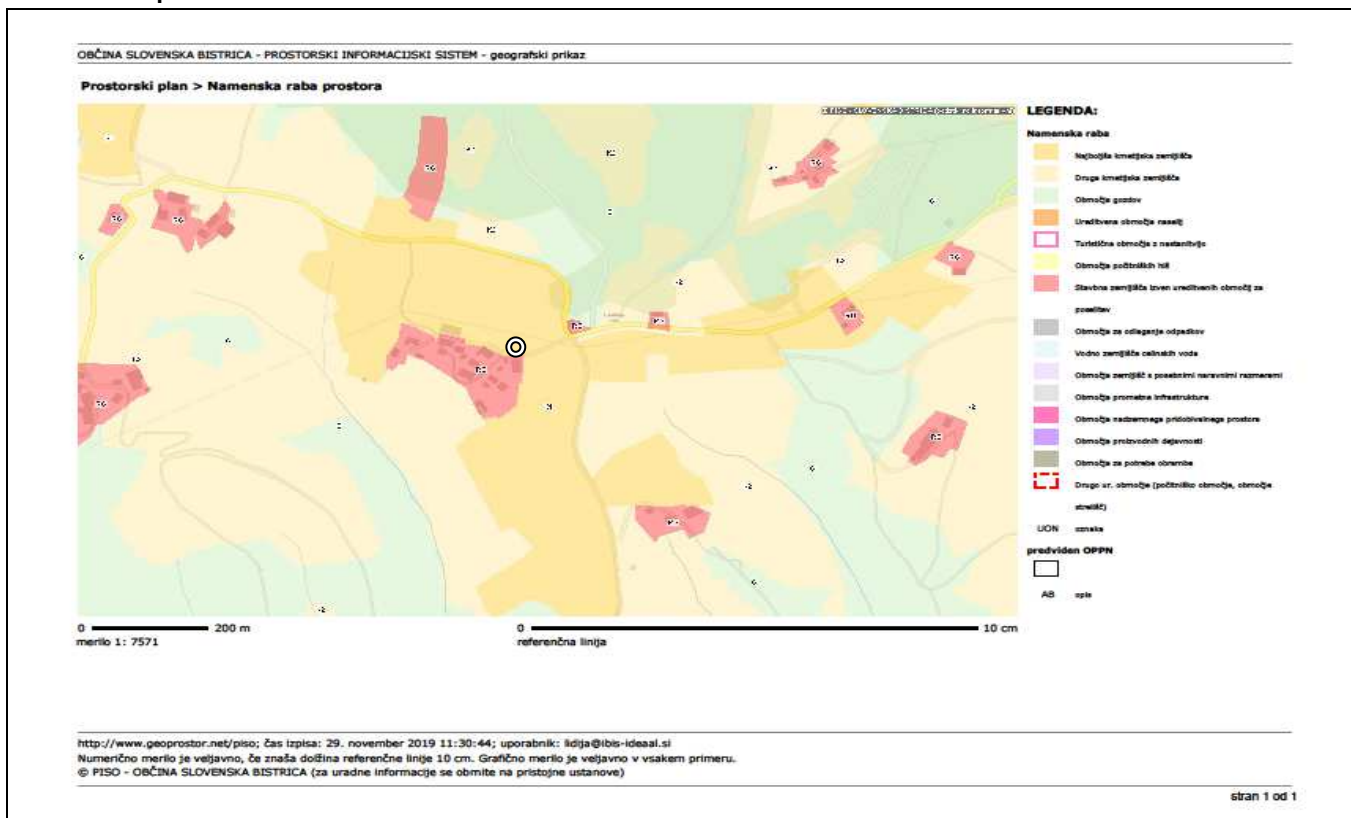 OBČINA SLOVENSKA BISTRICA - PROSTORSKI INFORMACIJSKI SISTEM - geografski prikaz
Prostorski plan > Namenska raba prostora
LEGENDA:
Namenska raba
Najboljša kmetijska zemljišča
Druga kmetijska zemljišča
Območja gozdov
Ureditvena območja naselij
Turistična območja z nastanitvijo
Območja počitniških hiš
Stavbna zemljišča izven ureditvenih območij za
poselitev
Območja za odlaganje odpadkov
Vodna zemljišča celinskih voda
Območja zemljišč s posebnimi naravnimi razmerami
Območja prometne infrastrukture
Območja nadzemnega pridobivalnega prostora
Območja proizvodnih dejavnosti
Območja za potrebe obrambe
Drugo ur. območje (počitniško območje, območje
strelišč)
UON oznaka
predviden OPPN
AB opis
0 200 m
merilo 1: 7571
0 10 cm
referenčna linija
http://www.geoprostor.net/piso; čas izpisa: 29. november 2019 11:30:44; uporabnik: lidija@ibis-ideaal.si
Numerično merilo je veljavno, če znaša dolžina referenčne linije 10 cm. Grafično merilo je veljavno v vsakem primeru.
© PISO - OBČINA SLOVENSKA BISTRICA (za uradne informacije se obrnite na pristojne ustanove)
stran 1 od 1